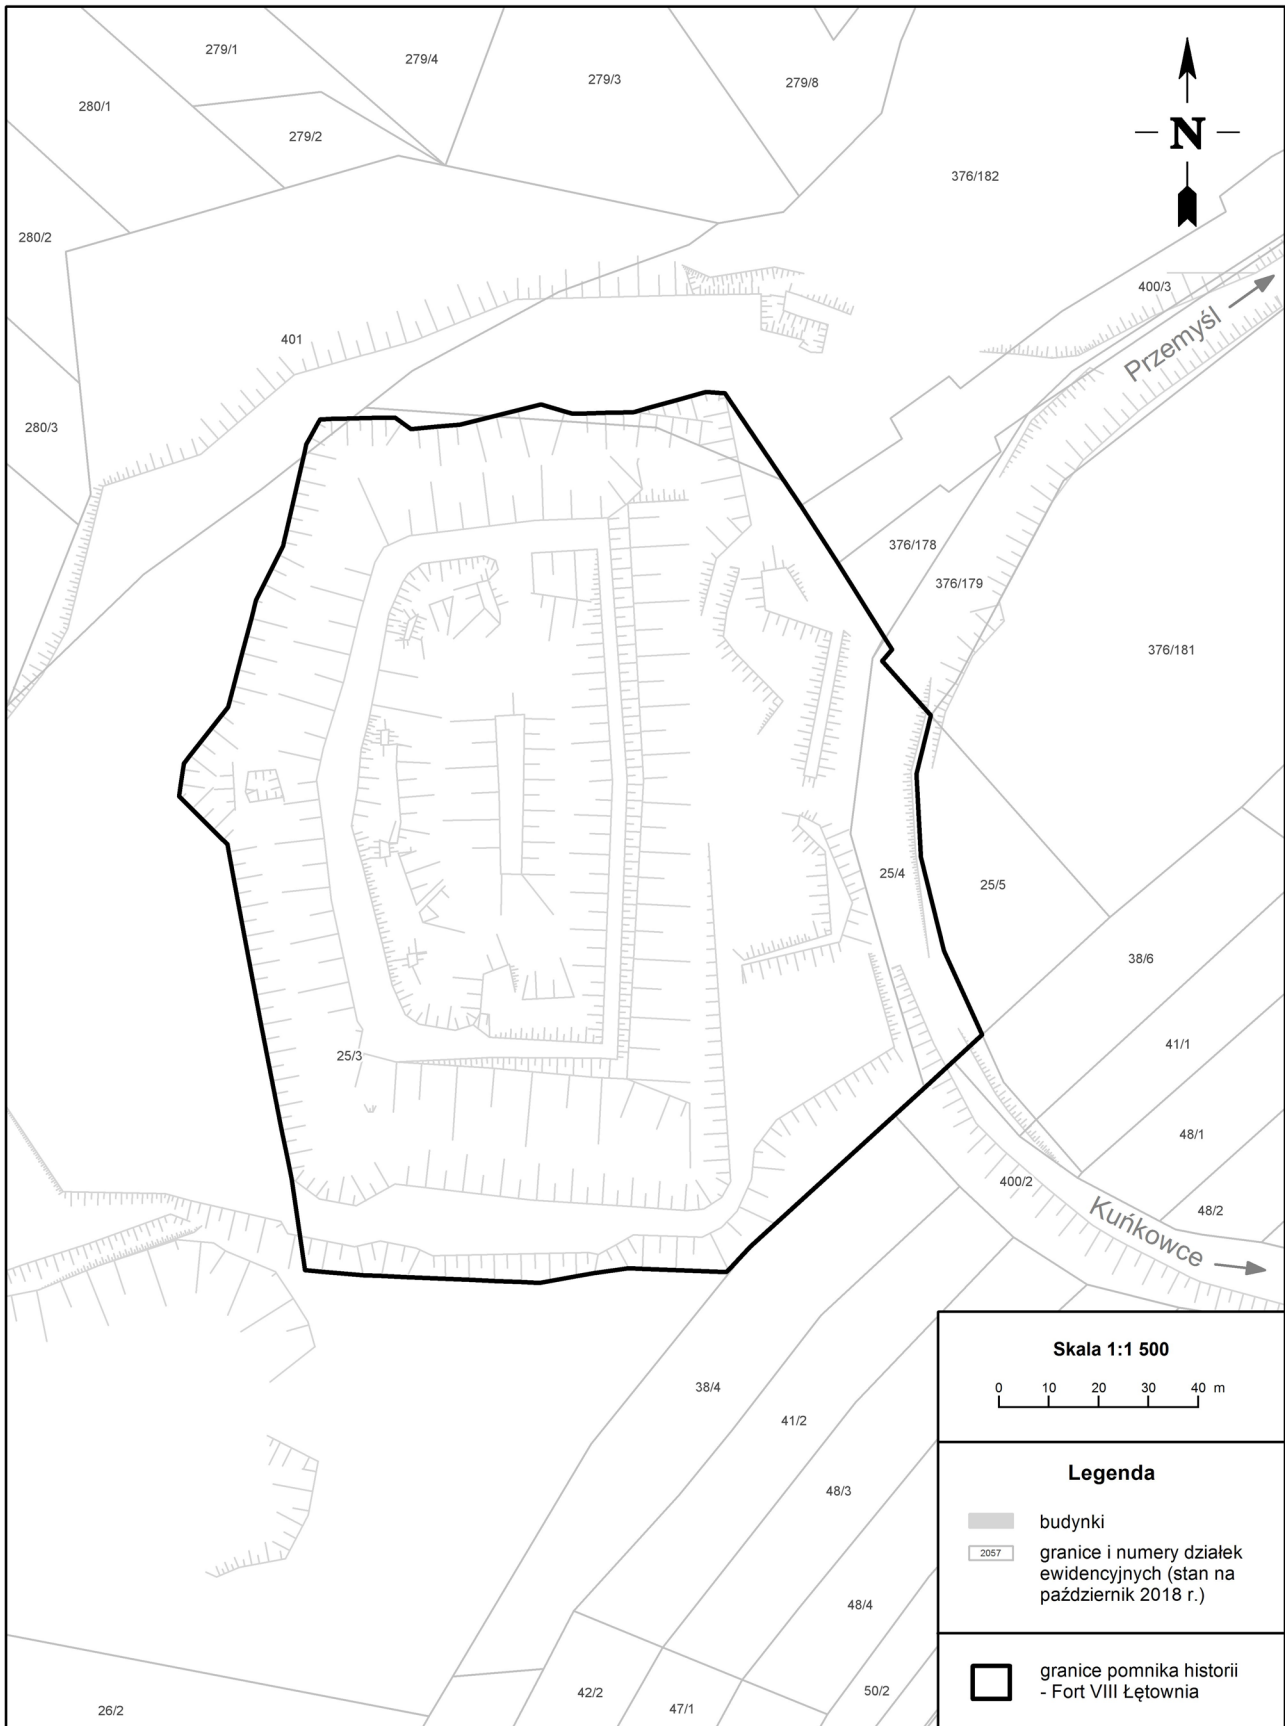 279/1
279/4
279/3
279/8
280/1
279/2
N
376/182
280/2
400/3
401
Przemyśl
280/3
376/178
376/179
376/181
25/4
25/5
38/6
25/3
41/1
48/1
400/2
48/2
Kuńkowce
Skala 1:1 500
0 10 20 30 40 m
38/4
41/2
Legenda
48/3
budynki
2057
granice i numery działek
ewidencyjnych (stan na
październik 2018 r.)
48/4
granice pomnika historii
- Fort VIII Łętownia
42/2
50/2
47/1
26/2